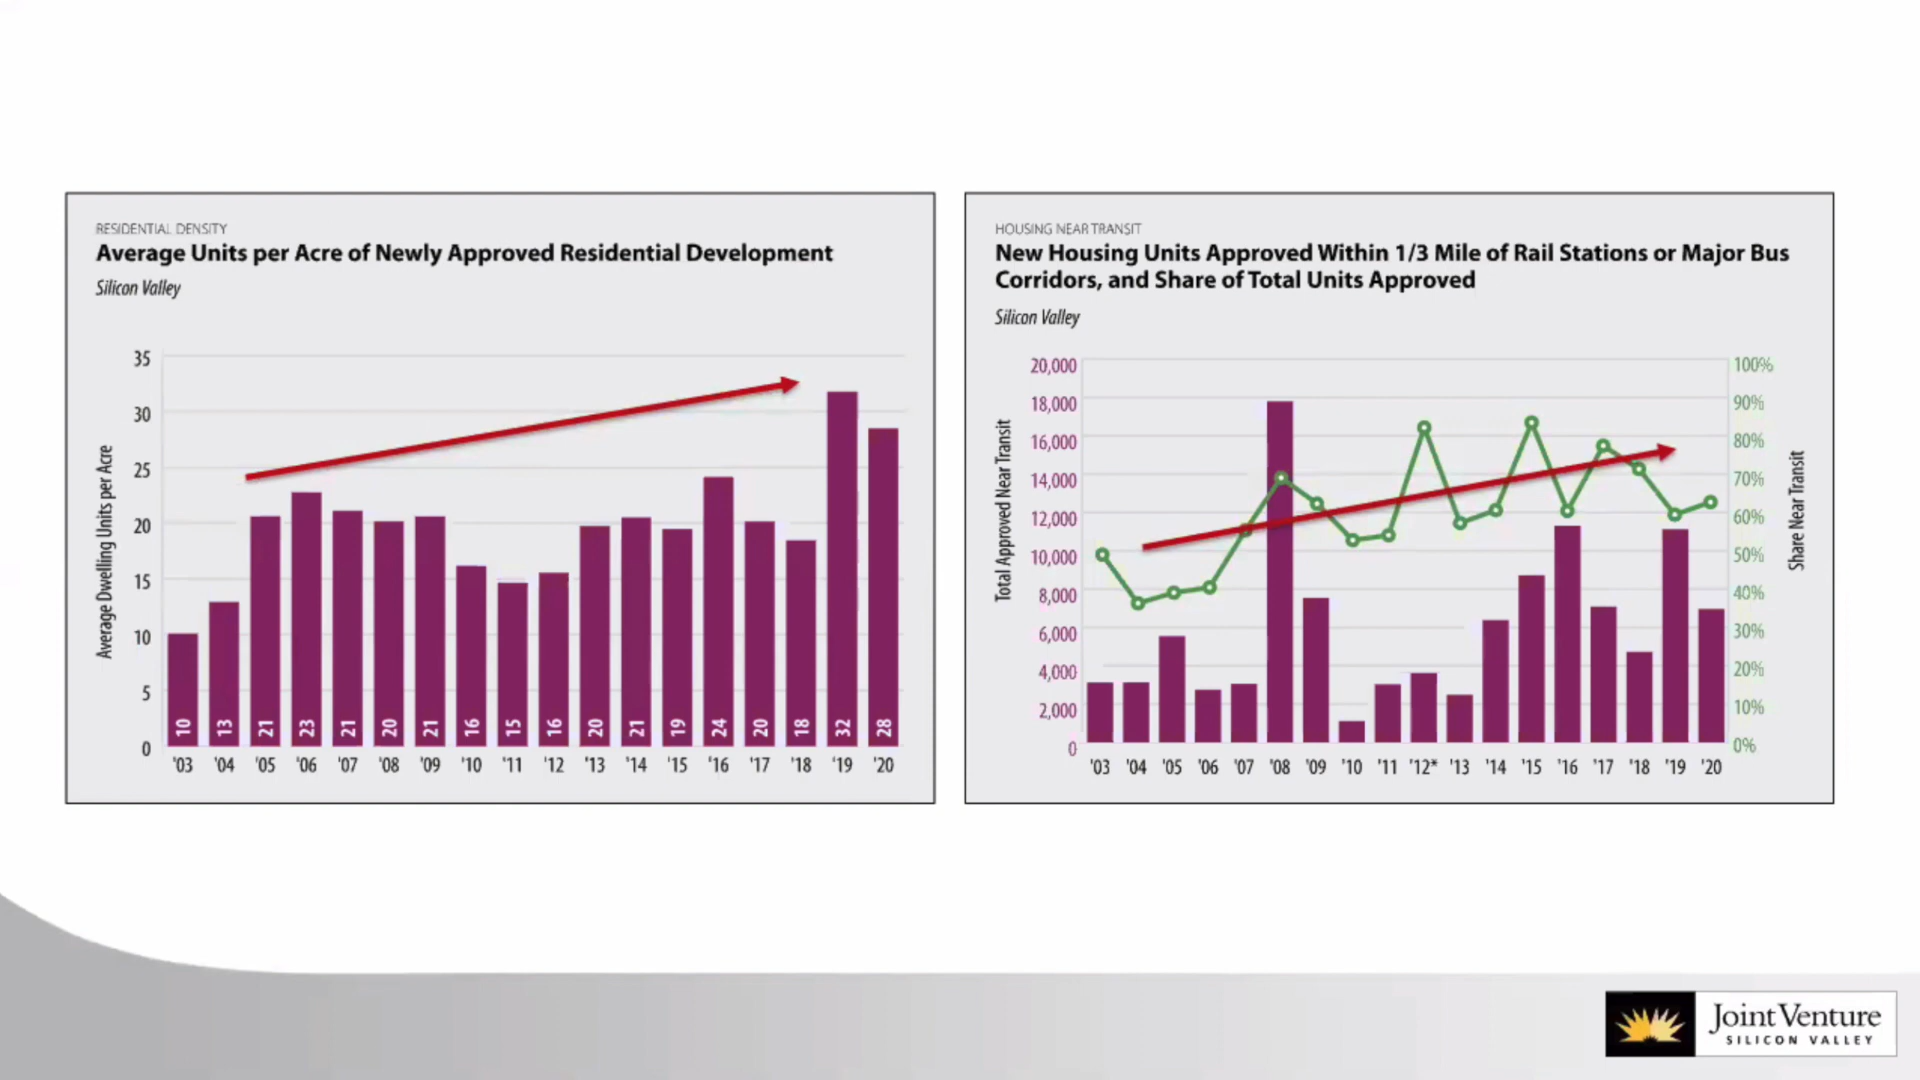 RESIDENTIAL DENSITY
Average Units per Acre of Newly Approved Residential Development
Silicon Valley
Average Dwelling Units per Acre
35
30
25
20
15
10
5
0
10 13 21 23 21 20 21 16 15 16 20 21 19 24 20 18 32 28
'03 '04 '05 '06 '07 '08 '09 '10 '11 '12 '13 '14 '15 '16 '17 '18 '19 '20
HOUSING NEAR TRANSIT
New Housing Units Approved Within 1/3 Mile of Rail Stations or Major Bus
Corridors, and Share of Total Units Approved
Silicon Valley
Total Approved Near Transit
20,000
18,000
16,000
14,000
12,000
10,000
8,000
6,000
4,000
2,000
0
100%
90%
80%
70%
60%
50%
40%
30%
20%
10%
0%
Share Near Transit
'03 '04 '05 '06 '07 '08 '09 '10 '11 '12* '13 '14 '15 '16 '17 '18 '19 '20
Joint Venture
SILICON VALLEY